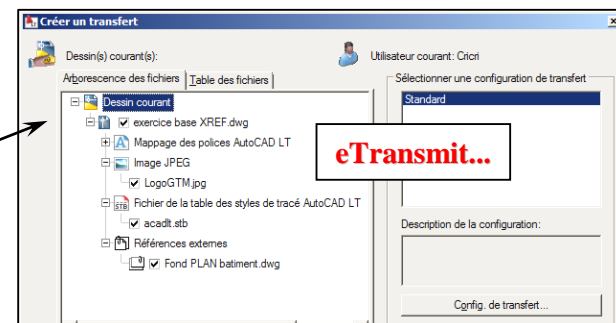 Créer un transfert
Dessin(s) courant(s):
Utilisateur courant: Cricri
Arborescence des fichiers
Table des fichiers
Dessin courant
exercice base XREF.dwg
Mappage des polices AutoCAD LT
Image JPEG
LogoGTM.jpg
Fichier de la table des styles de tracé AutoCAD LT
STB
acadlt.stb
Références externes
Fond PLAN batiment.dwg
Sélectionner une configuration de transfert
Standard
eTransmit...
Description de la configuration:
Config. de transfert...